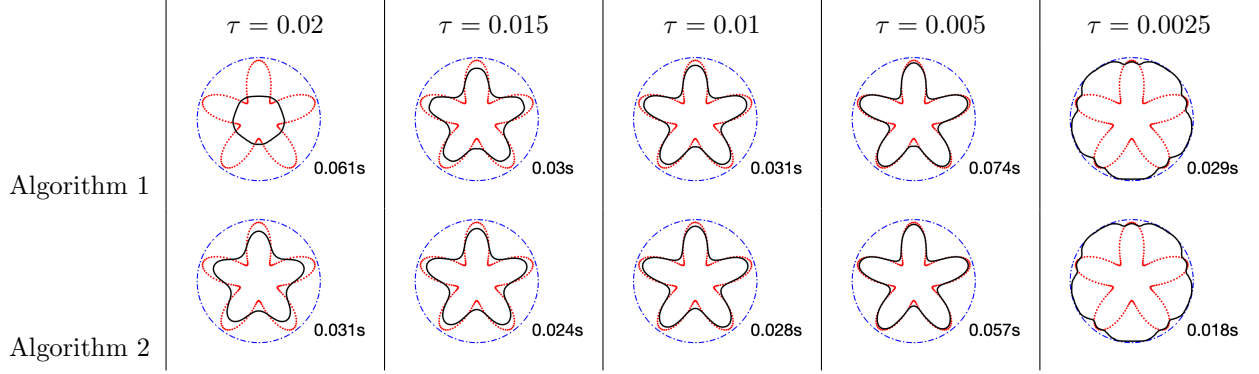 τ = 0.02 τ = 0.015 τ = 0.01 τ = 0.005 τ = 0.0025
Algorithm 1 0.061s 0.03s 0.031s 0.074s 0.029s
Algorithm 2 0.031s 0.024s 0.028s 0.057s 0.018s